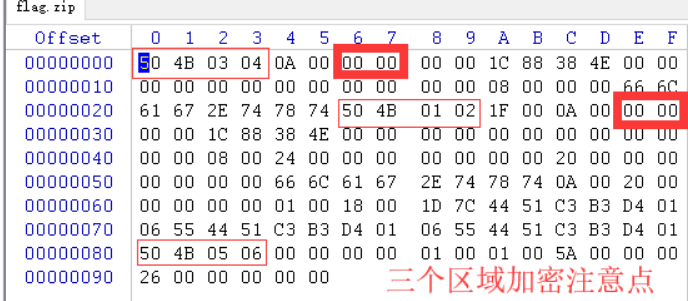 flag.zip
Offset 0 1 2 3 4 5 6 7 8 9 A B C D E F
00000000 50 4B 03 04 0A 00 00 00 00 00 1C 88 38 4E 00 00
00000010 00 00 00 00 00 00 00 00 00 00 08 00 00 00 66 6C
00000020 61 67 2E 74 78 74 50 4B 01 02 1F 00 0A 00 00 00
00000030 00 00 1C 88 38 4E 00 00 00 00 00 00 00 00 00 00
00000040 00 00 08 00 24 00 00 00 00 00 00 00 20 00 00 00
00000050 00 00 00 00 66 6C 61 67 2E 74 78 74 0A 00 20 00
00000060 00 00 00 00 01 00 18 00 1D 7C 44 51 C3 B3 D4 01
00000070 06 55 44 51 C3 B3 D4 01 06 55 44 51 C3 B3 D4 01
00000080 50 4B 05 06 00 00 00 00 01 00 01 00 5A 00 00 00
00000090 26 00 00 00 00 00
三个区域加密注意点